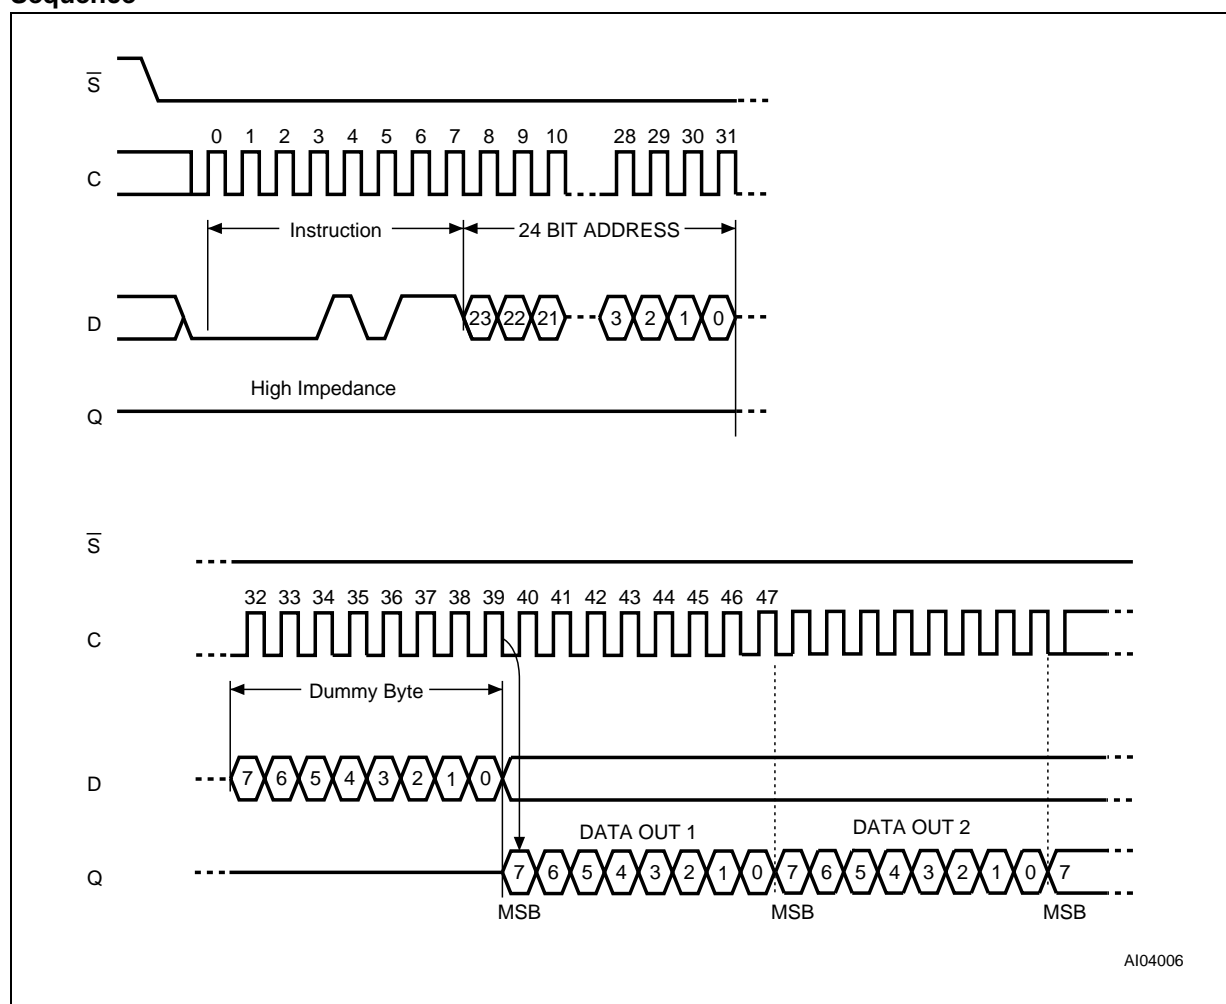 S
0 1 2 3 4 5 6 7 8 9 10 28 29 30 31
C
Instruction 24 BIT ADDRESS
D 23 22 21 3 2 1 0
High Impedance
Q
S
32 33 34 35 36 37 38 39 40 41 42 43 44 45 46 47
C
Dummy Byte
D 7 6 5 4 3 2 1 0
DATA OUT 1 DATA OUT 2
Q 7 6 5 4 3 2 1 0 7 6 5 4 3 2 1 0 7
MSB MSB MSB
AI04006